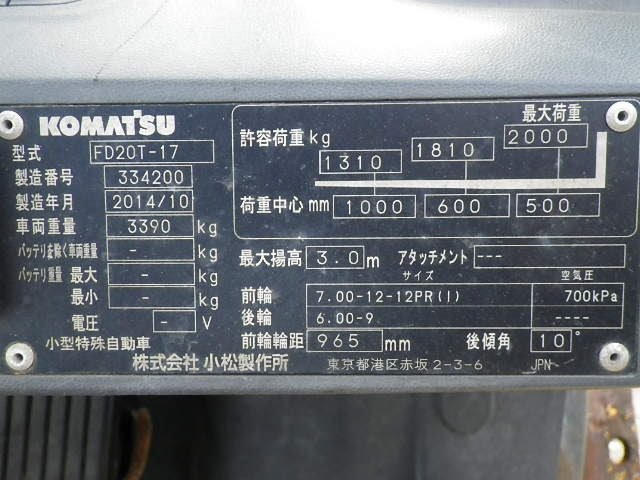 KOMATSU
型式 FD20T-17
製造番号 334200
製造年月 2014/10
車両重量 3390 kg
バッテリを除く車両重量 - kg
バッテリ重量 最大 - kg
最小 - kg
電圧 - V
小型特殊自動車
最大荷重
許容荷重 kg 1310 1810 2000
荷重中心 mm 1000 600 500
最大揚高 3.0 m アタッチメント ---
サイズ 空気圧
前輪 7.00-12-12PR(I) 700kPa
後輪 6.00-9
前輪輪距 965 mm 後傾角 10°
株式会社 小松製作所 東京都港区赤坂 2-3-6 JPN